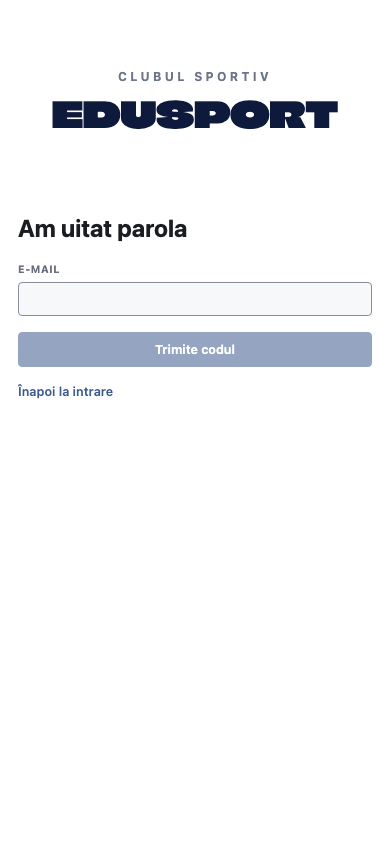 CLUBUL SPORTIV
EDUSPORT
Am uitat parola
E-MAIL
Trimite codul
Înapoi la intrare